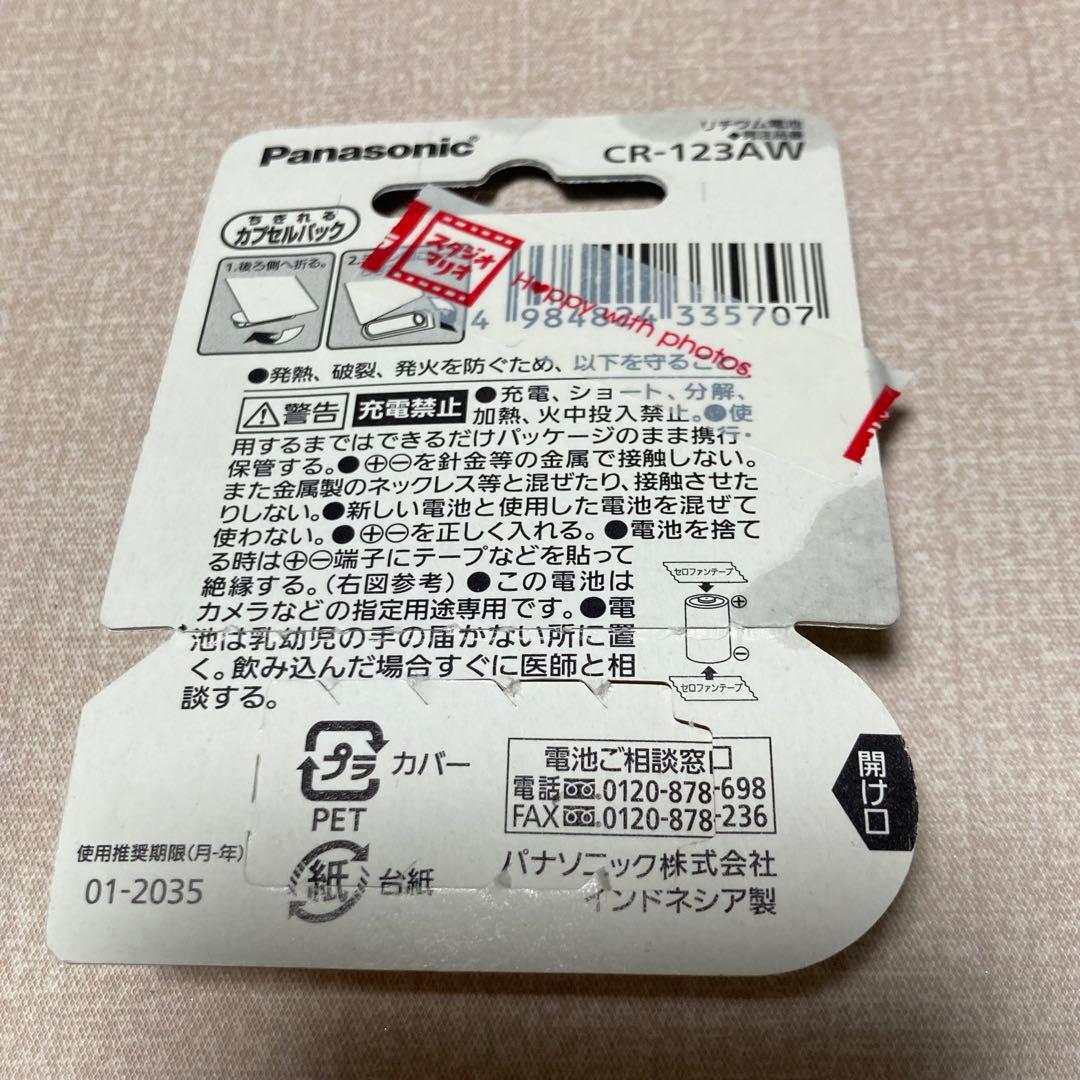 Panasonic
リチウム電池
CR-123AW
ちぎれる
カプセルパック
1.後ろ側へ折る。
2.
スタジオ
マリオ
Happy with photos.
4 984824 335707
●発熱、破裂、発火を防ぐため、以下を守ること
警告 充電禁止 ●充電、ショート、分解、
加熱、火中投入禁止。●使
用するまではできるだけパッケージのまま携行・
保管する。●⊕⊖を針金等の金属で接触しない。
また金属製のネックレス等と混ぜたり、接触させた
りしない。●新しい電池と使用した電池を混ぜて
使わない。●⊕⊖を正しく入れる。●電池を捨て
る時は⊕⊖端子にテープなどを貼って
絶縁する。(右図参考)●この電池は
カメラなどの指定用途専用です。●電
池は乳幼児の手の届かない所に置
く。飲み込んだ場合すぐに医師と相
談する。
セロファンテープ
⊕
⊖
セロファンテープ
プラ カバー
PET
紙 台紙
電池ご相談窓口
電話 0120-878-698
FAX 0120-878-236
開け口
使用推奨期限(月-年)
01-2035
パナソニック株式会社
インドネシア製